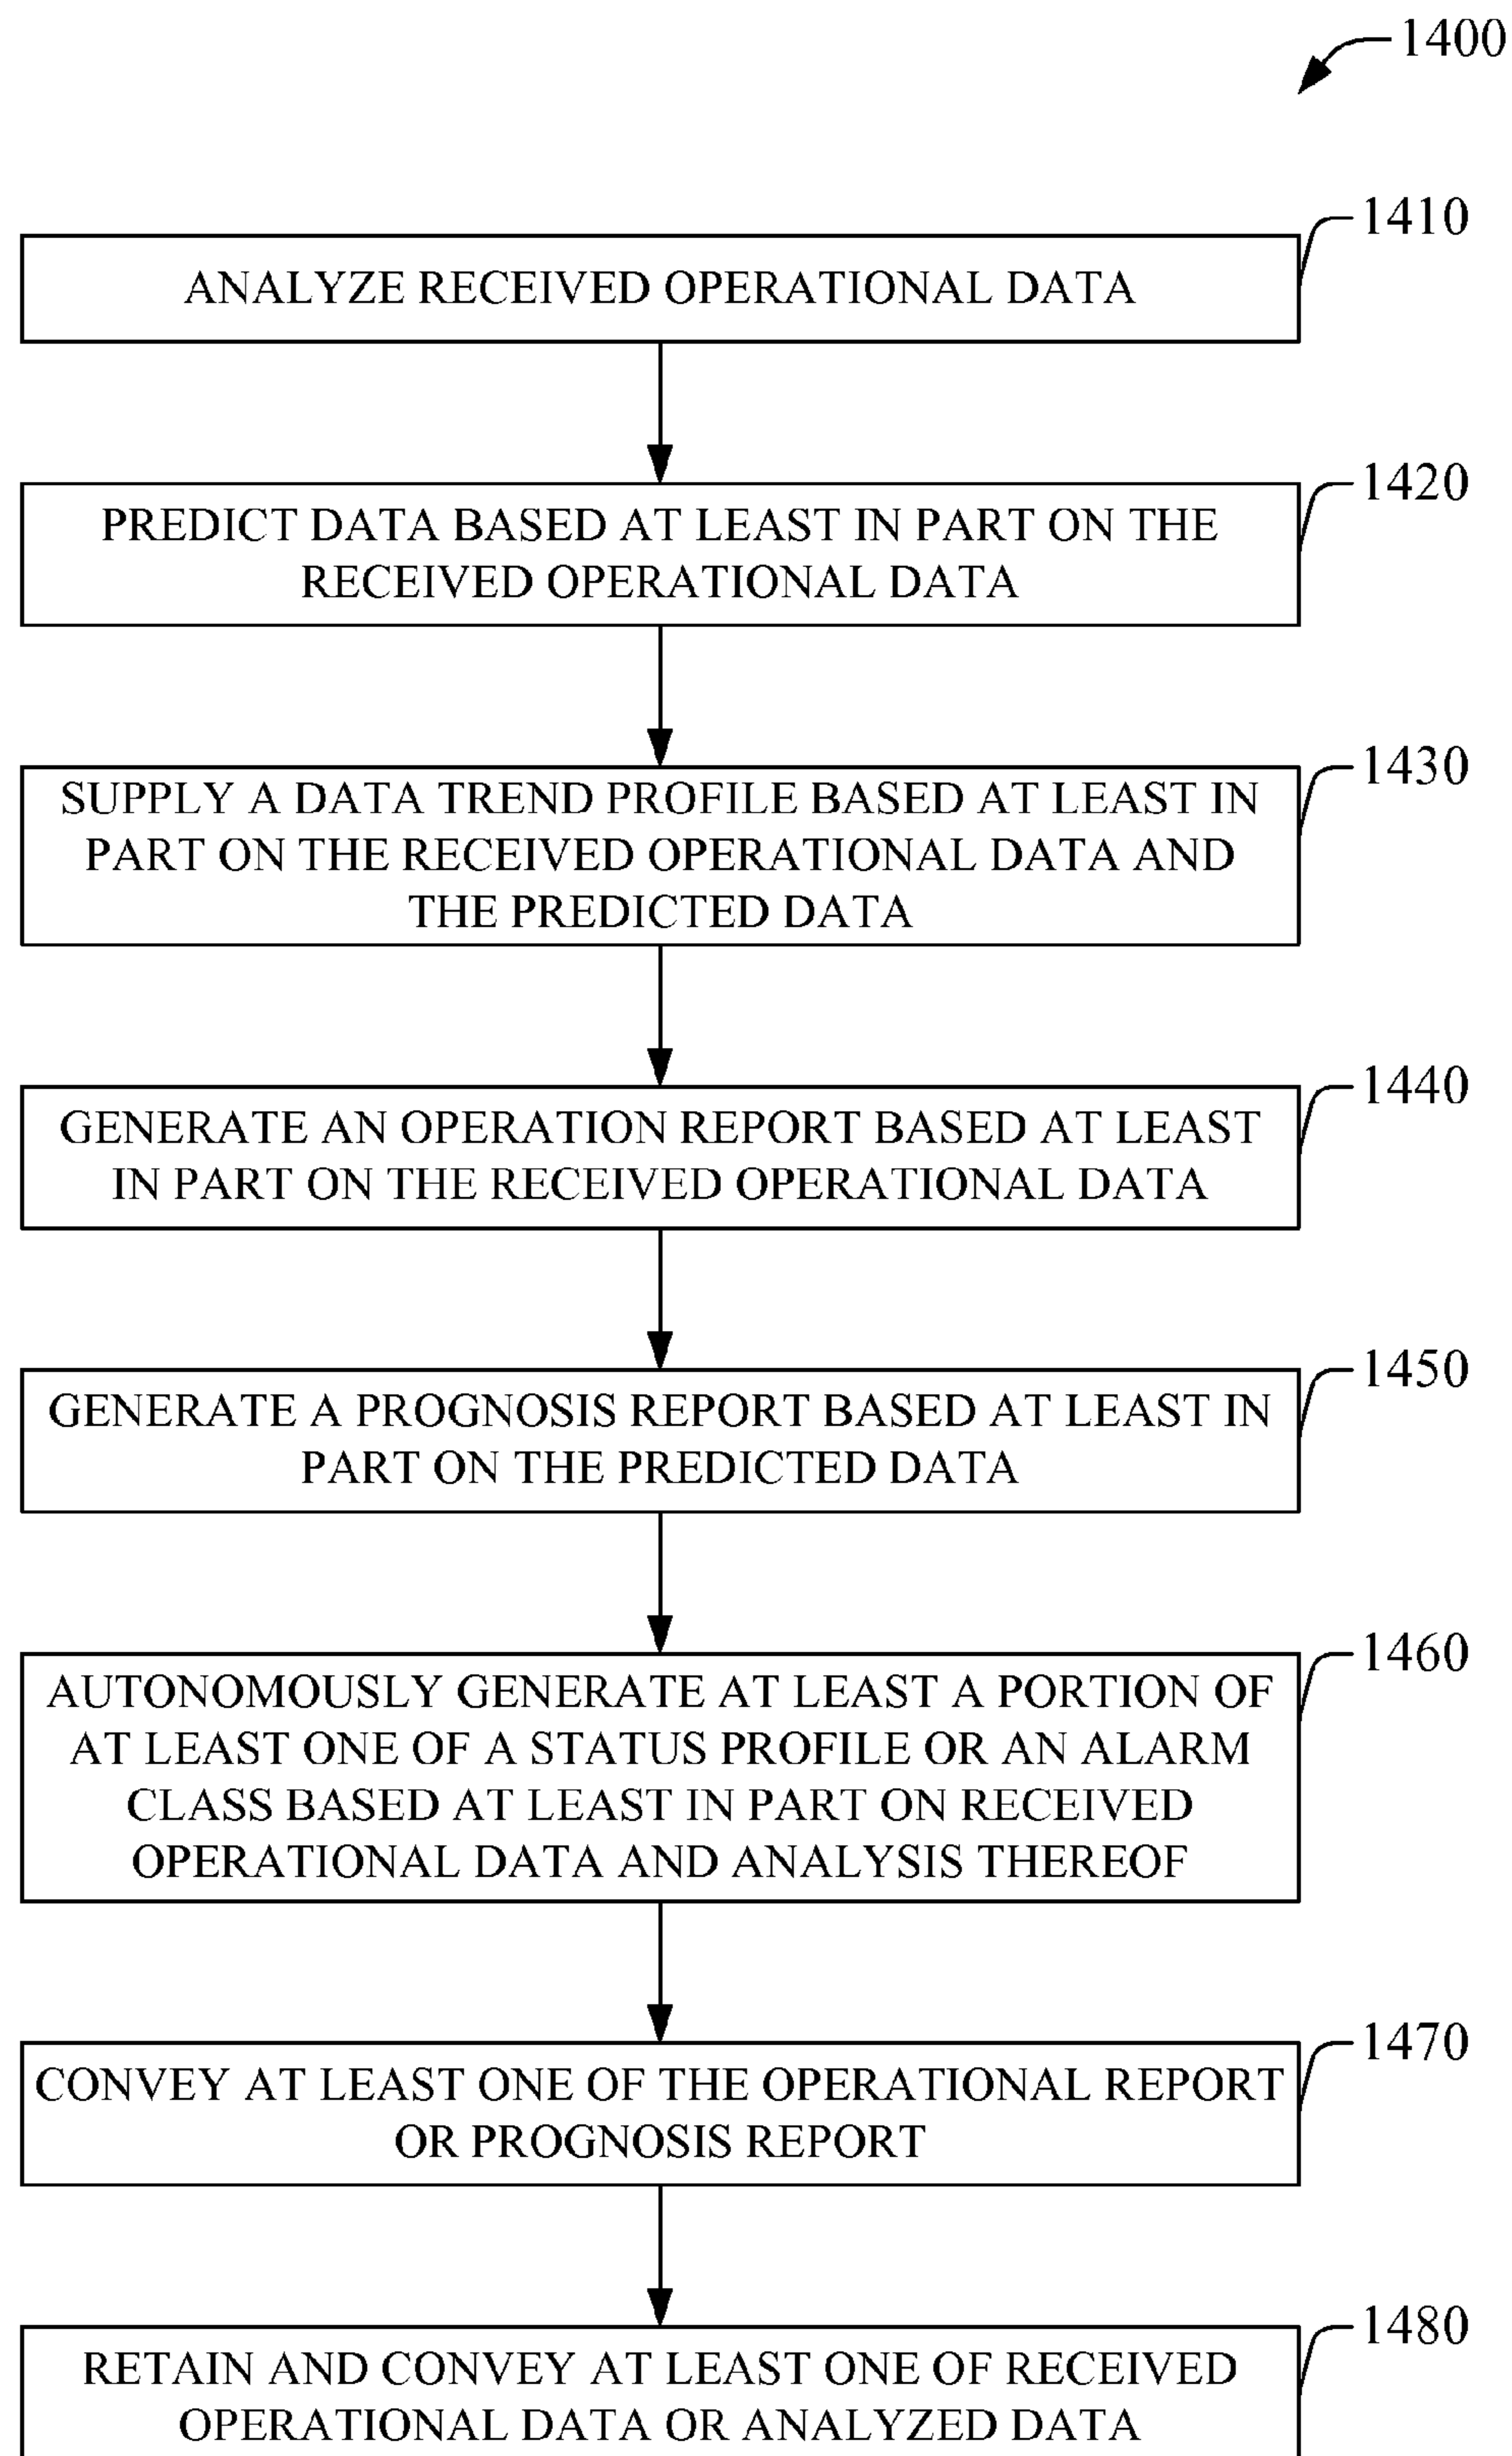 1400
1410
ANALYZE RECEIVED OPERATIONAL DATA
1420
PREDICT DATA BASED AT LEAST IN PART ON THE
RECEIVED OPERATIONAL DATA
1430
SUPPLY A DATA TREND PROFILE BASED AT LEAST IN
PART ON THE RECEIVED OPERATIONAL DATA AND
THE PREDICTED DATA
1440
GENERATE AN OPERATION REPORT BASED AT LEAST
IN PART ON THE RECEIVED OPERATIONAL DATA
1450
GENERATE A PROGNOSIS REPORT BASED AT LEAST IN
PART ON THE PREDICTED DATA
1460
AUTONOMOUSLY GENERATE AT LEAST A PORTION OF
AT LEAST ONE OF A STATUS PROFILE OR AN ALARM
CLASS BASED AT LEAST IN PART ON RECEIVED
OPERATIONAL DATA AND ANALYSIS THEREOF
1470
CONVEY AT LEAST ONE OF THE OPERATIONAL REPORT
OR PROGNOSIS REPORT
1480
RETAIN AND CONVEY AT LEAST ONE OF RECEIVED
OPERATIONAL DATA OR ANALYZED DATA